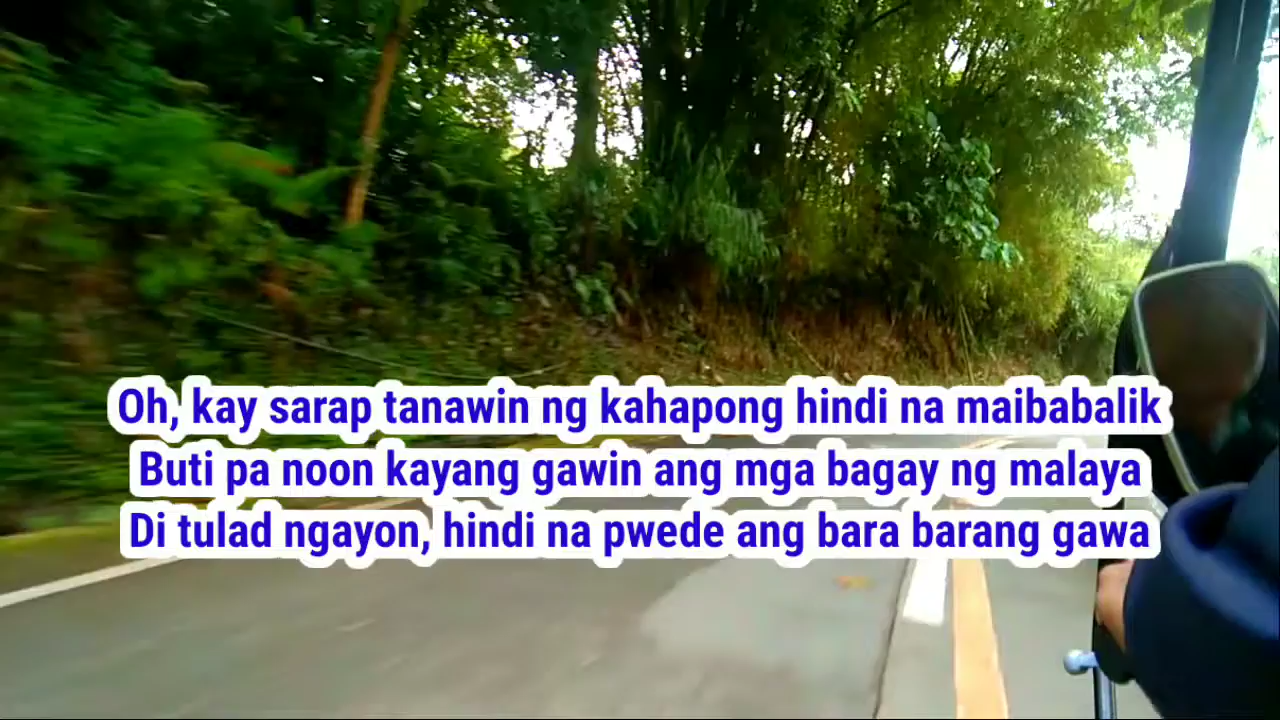 Oh, kay sarap tanawin ng kahapong hindi na maibabalik
Buti pa noon kayang gawin ang mga bagay ng malaya
Di tulad ngayon, hindi na pwede ang bara barang gawa